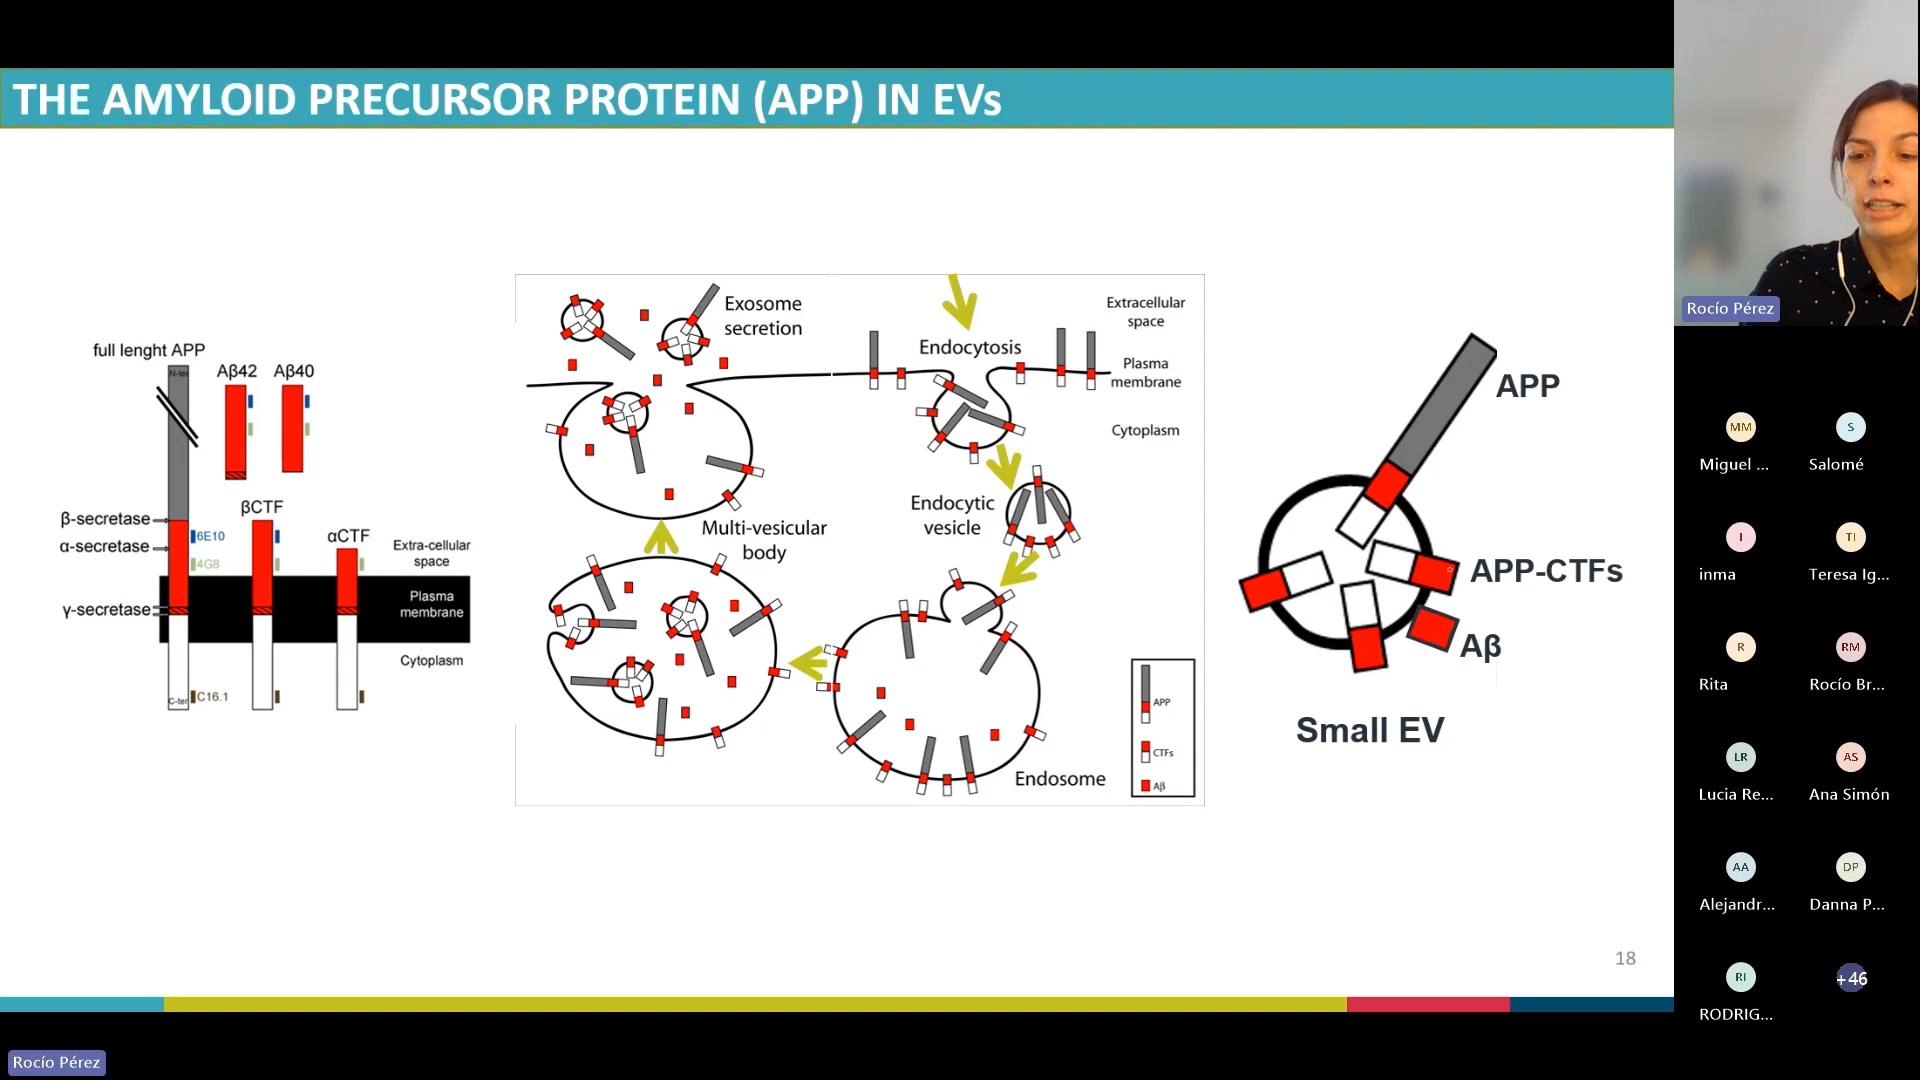 THE AMYLOID PRECURSOR PROTEIN (APP) IN EVs
full lenght APP
N-ter
Aβ42
Aβ40
β-secretase
α-secretase
γ-secretase
6E10
4G8
C-ter
C16.1
βCTF
αCTF
Extra-cellular
space
Plasma
membrane
Cytoplasm
Exosome
secretion
Endocytosis
Extracellular
space
Plasma
membrane
Cytoplasm
Endocytic
vesicle
Multi-vesicular
body
Endosome
APP
CTFs
Aβ
APP
APP-CTFs
Aβ
Small EV
18
Rocío Pérez
Rocío Pérez
MM
Miguel ...
S
Salomé
I
inma
TI
Teresa Ig...
R
Rita
RM
Rocío Br...
LR
Lucia Re...
AS
Ana Simón
AA
Alejandr...
DP
Danna P...
RI
RODRIG...
+46